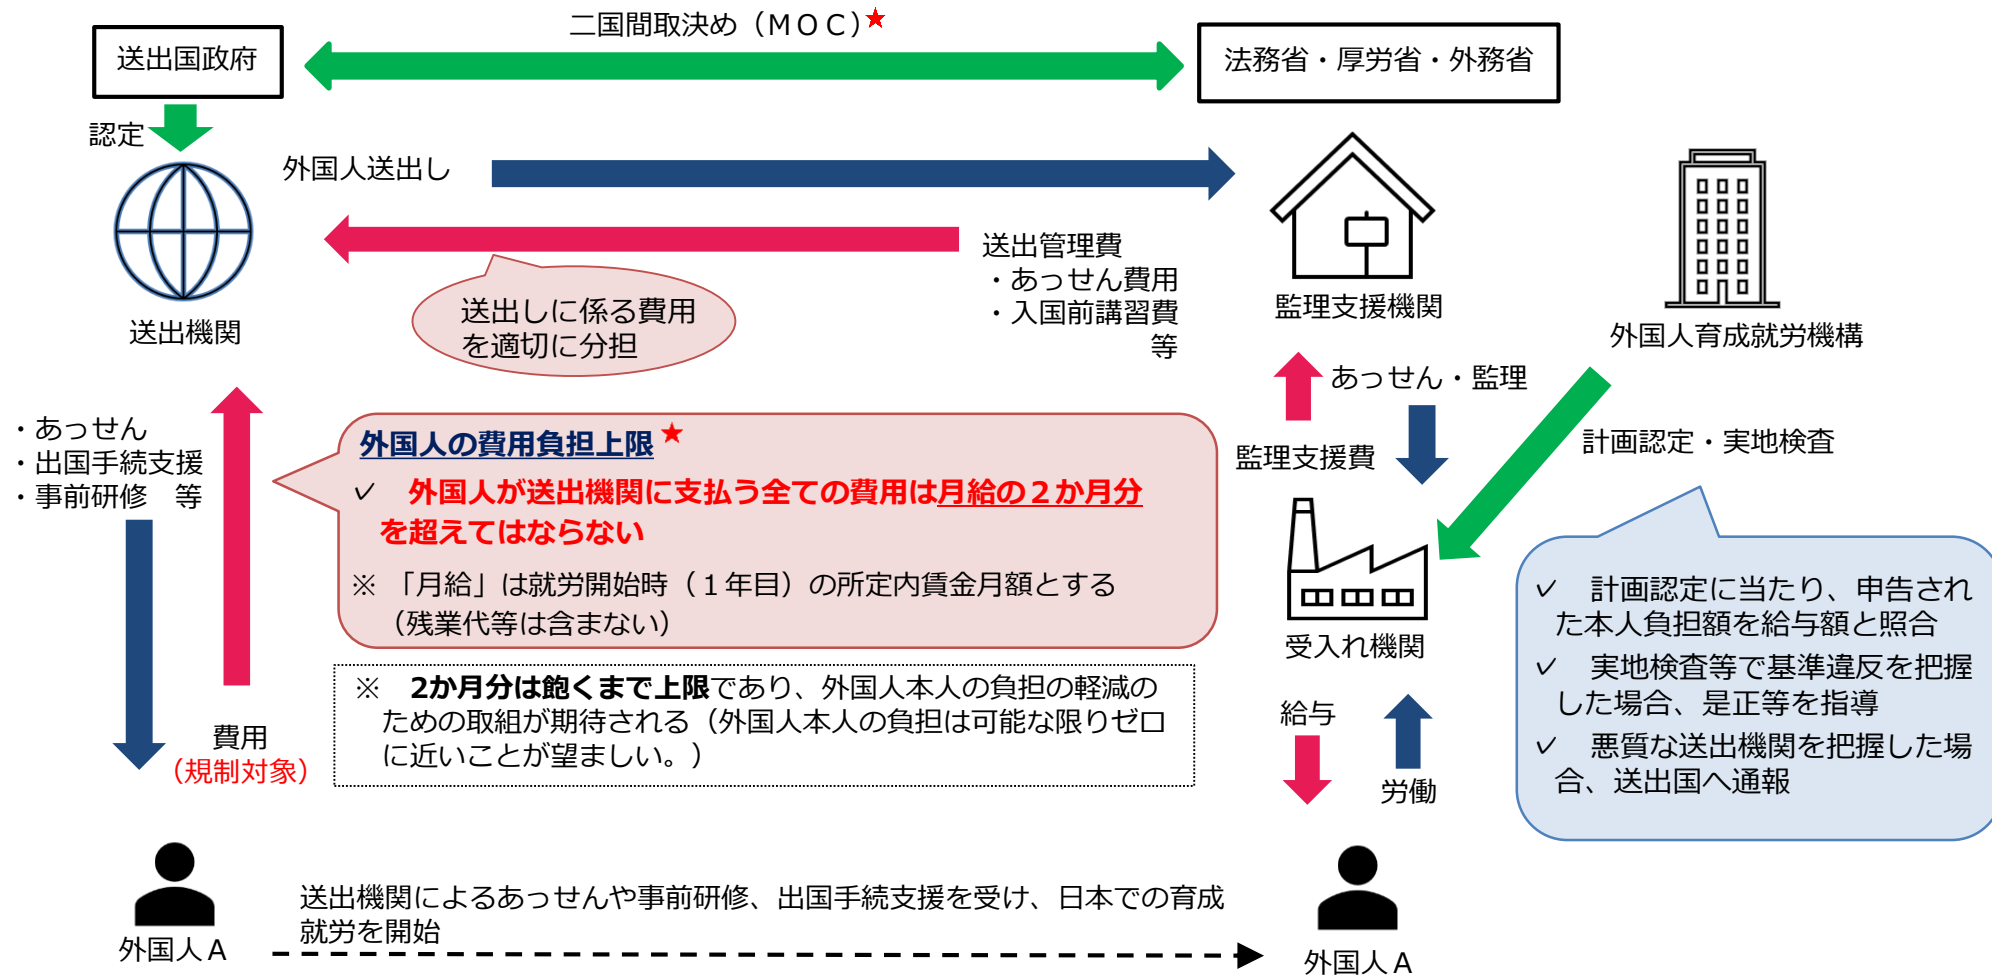 二国間取決め（ＭＯＣ）★
送出国政府
法務省・厚労省・外務省
認定
外国人送出し
送出管理費
・あっせん費用
・入国前講習費
等
送出しに係る費用
を適切に分担
送出機関
監理支援機関
外国人育成就労機構
あっせん・監理
監理支援費
計画認定・実地検査
・あっせん
・出国手続支援
・事前研修　等
外国人の費用負担上限★
✓　外国人が送出機関に支払う全ての費用は月給の２か月分
を超えてはならない
※　「月給」は就労開始時（１年目）の所定内賃金月額とする
（残業代等は含まない）
※　2か月分は飽くまで上限であり、外国人本人の負担の軽減の
ための取組が期待される（外国人本人の負担は可能な限りゼロ
に近いことが望ましい。）
費用
（規制対象）
受入れ機関
給与
労働
✓　計画認定に当たり、申告され
た本人負担額を給与額と照合
✓　実地検査等で基準違反を把握
した場合、是正等を指導
✓　悪質な送出機関を把握した場
合、送出国へ通報
外国人Ａ
送出機関によるあっせんや事前研修、出国手続支援を受け、日本での育成
就労を開始
外国人Ａ